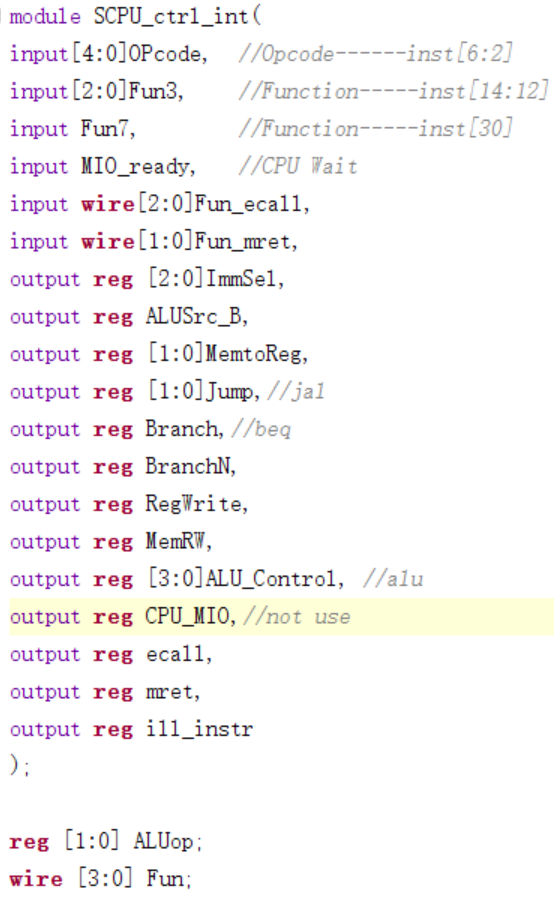 module SCPU_ctrl_int(
input[4:0]OPcode, //Opcode------inst[6:2]
input[2:0]Fun3, //Function-----inst[14:12]
input Fun7, //Function-----inst[30]
input MIO_ready, //CPU Wait
input wire[2:0]Fun_ecall,
input wire[1:0]Fun_mret,
output reg [2:0]ImmSel,
output reg ALUSrc_B,
output reg [1:0]MemtoReg,
output reg [1:0]Jump,//jal
output reg Branch,//beq
output reg BranchN,
output reg RegWrite,
output reg MemRW,
output reg [3:0]ALU_Control, //alu
output reg CPU_MIO,//not use
output reg ecall,
output reg mret,
output reg ill_instr
);
reg [1:0] ALUop;
wire [3:0] Fun;